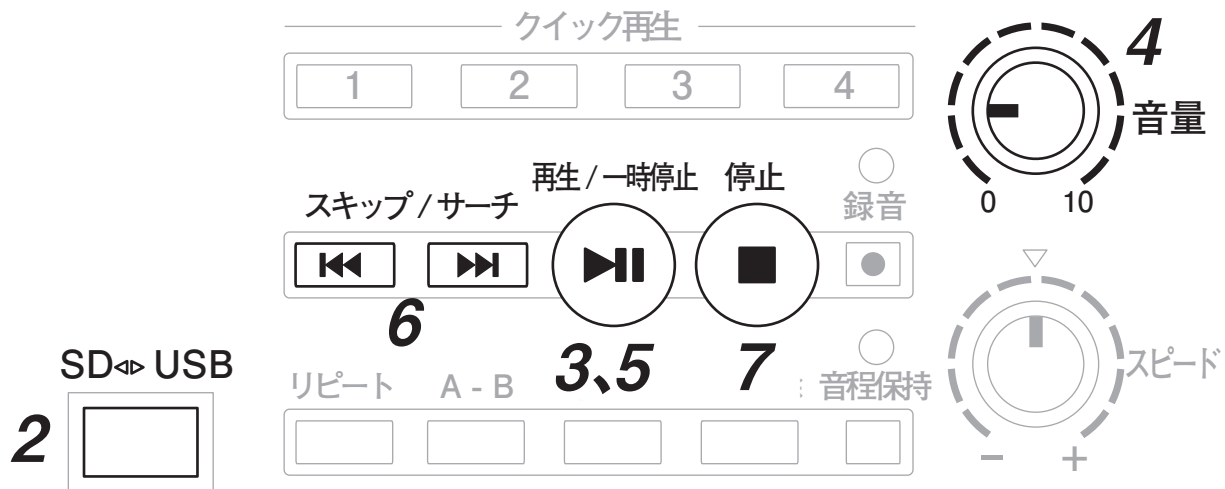 クイック再生
1 2 3 4
4
音量
0 10
スキップ / サーチ
再生 / 一時停止
停止
録音
6
3、5
7
SD◁▷USB
2
リピート
A - B
音程保持
スピード
− +